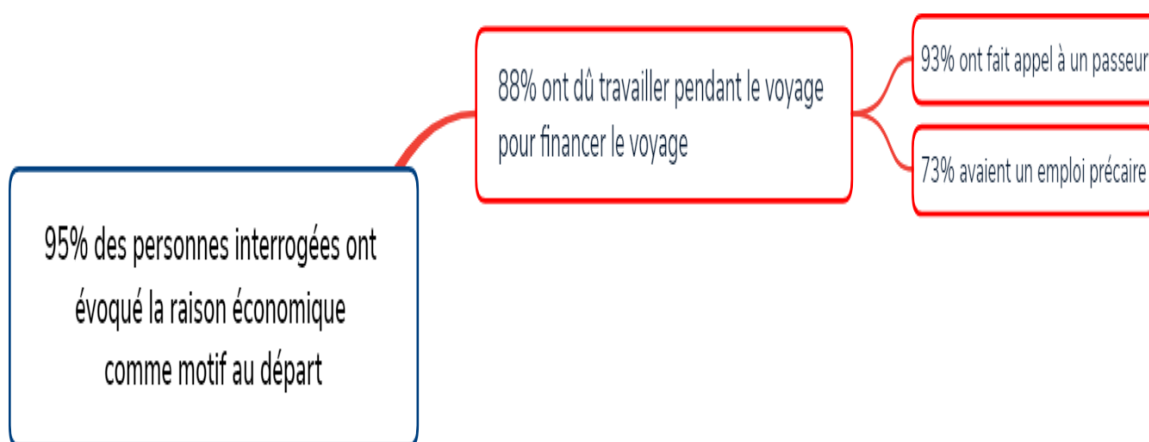 95% des personnes interrogées ont
évoqué la raison économique
comme motif au départ
88% ont dû travailler pendant le voyage
pour financer le voyage
93% ont fait appel à un passeur
73% avaient un emploi précaire